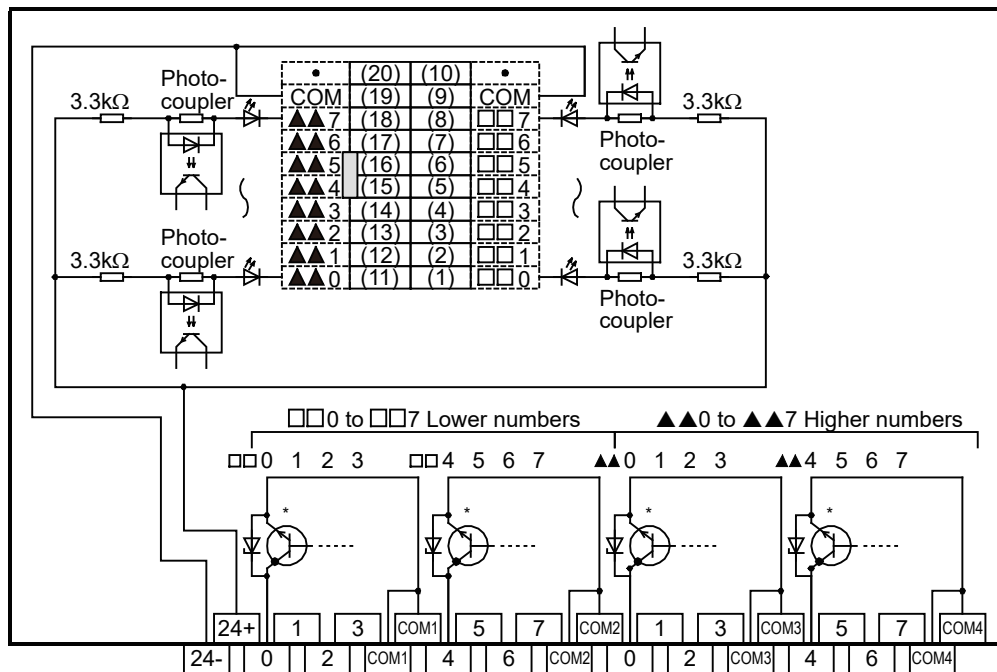 • (20) (10) •
COM (19) (9) COM
▲▲7 (18) (8) □□7
▲▲6 (17) (7) □□6
▲▲5 (16) (6) □□5
▲▲4 (15) (5) □□4
▲▲3 (14) (4) □□3
▲▲2 (13) (3) □□2
▲▲1 (12) (2) □□1
▲▲0 (11) (1) □□0
Photo-
coupler
3.3kΩ
Photo-
coupler
3.3kΩ
Photo-
coupler
3.3kΩ
Photo-
coupler
3.3kΩ
□□0 to □□7 Lower numbers
▲▲0 to ▲▲7 Higher numbers
□□0 1 2 3 □□4 5 6 7 ▲▲0 1 2 3 ▲▲4 5 6 7
* * * *
24+ 1 3 COM1 5 7 COM2 1 3 COM3 5 7 COM4
24- 0 2 COM1 4 6 COM2 0 2 COM3 4 6 COM4